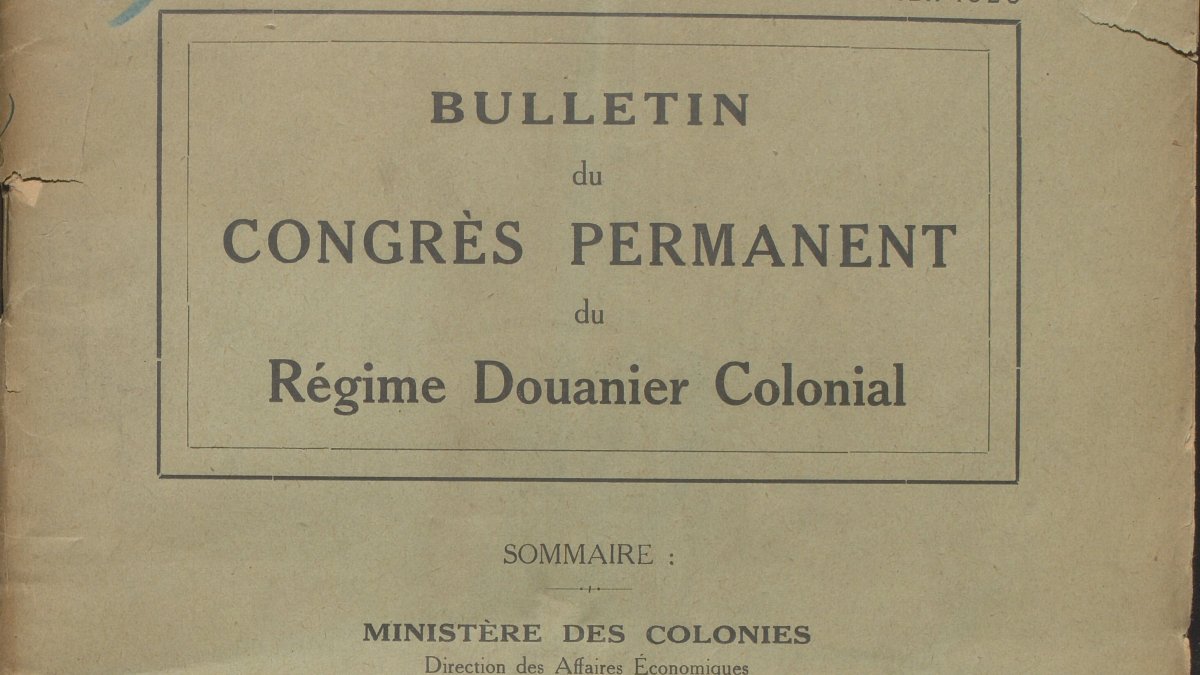 BULLETIN
du
CONGRÈS PERMANENT
du
Régime Douanier Colonial
SOMMAIRE :
MINISTÈRE DES COLONIES
Direction des Affaires Économiques